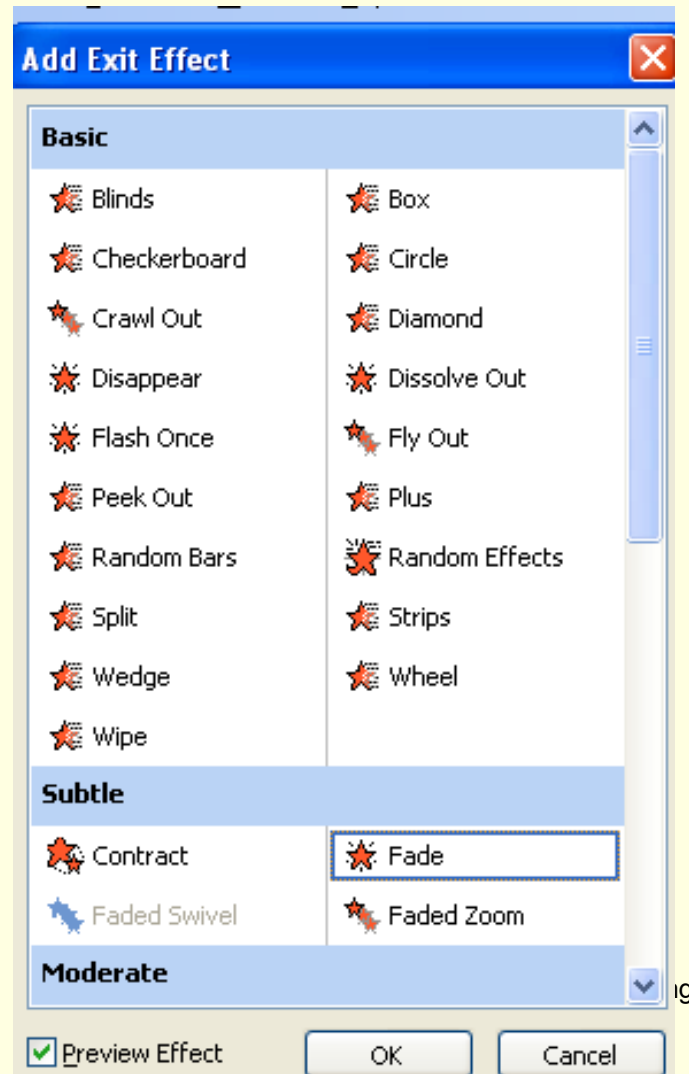 Add Exit Effect
Basic
Blinds Box
Checkerboard Circle
Crawl Out Diamond
Disappear Dissolve Out
Flash Once Fly Out
Peek Out Plus
Random Bars Random Effects
Split Strips
Wedge Wheel
Wipe
Subtle
Contract Fade
Faded Swivel Faded Zoom
Moderate
Preview Effect OK Cancel